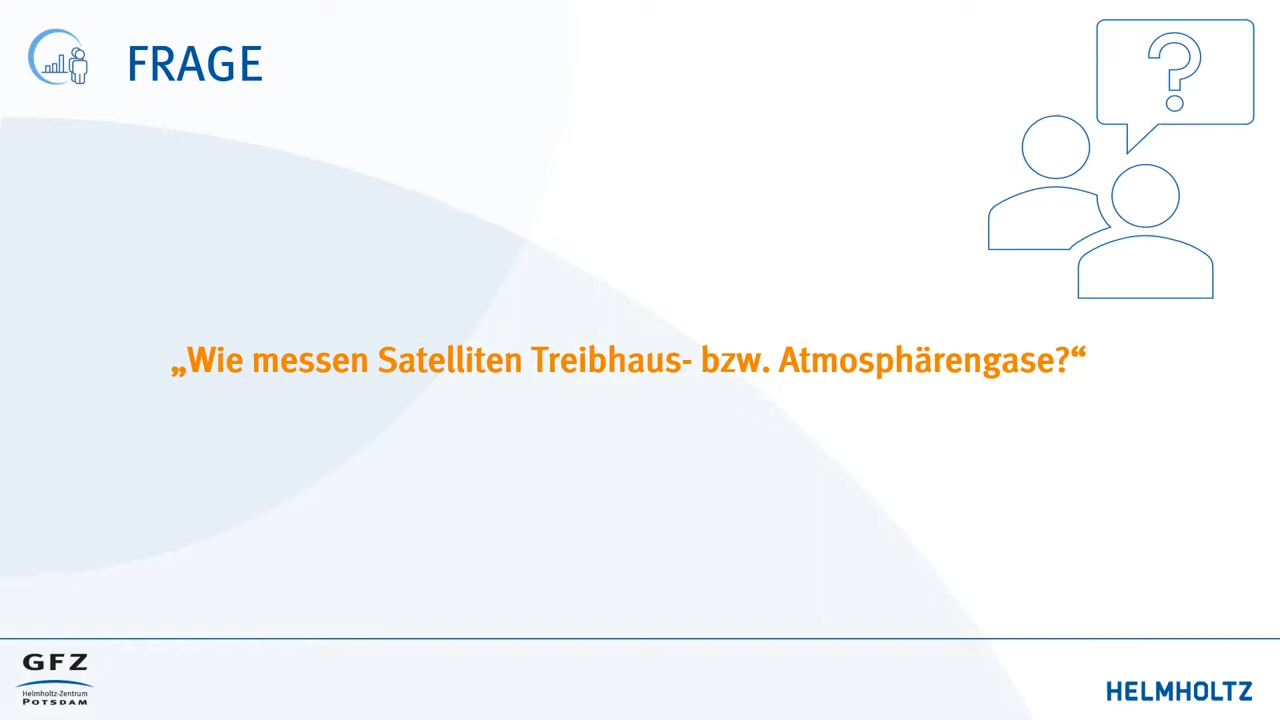 FRAGE
?
„Wie messen Satelliten Treibhaus- bzw. Atmosphärengase?“
GFZ
Helmholtz-Zentrum
POTSDAM
HELMHOLTZ